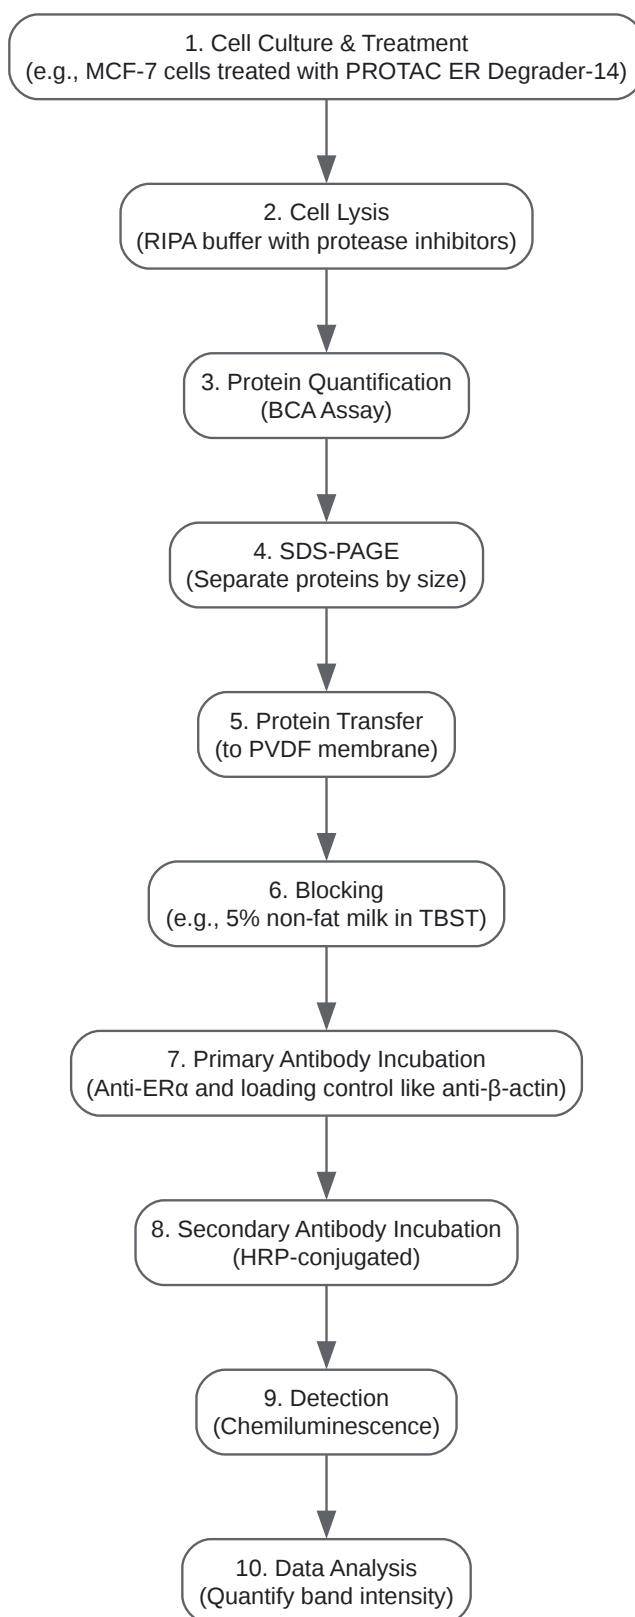 1. Cell Culture & Treatment
(e.g., MCF-7 cells treated with PROTAC ER Degrader-14)
2. Cell Lysis
(RIPA buffer with protease inhibitors)
3. Protein Quantification
(BCA Assay)
4. SDS-PAGE
(Separate proteins by size)
5. Protein Transfer
(to PVDF membrane)
6. Blocking
(e.g., 5% non-fat milk in TBST)
7. Primary Antibody Incubation
(Anti-ERα and loading control like anti-β-actin)
8. Secondary Antibody Incubation
(HRP-conjugated)
9. Detection
(Chemiluminescence)
10. Data Analysis
(Quantify band intensity)